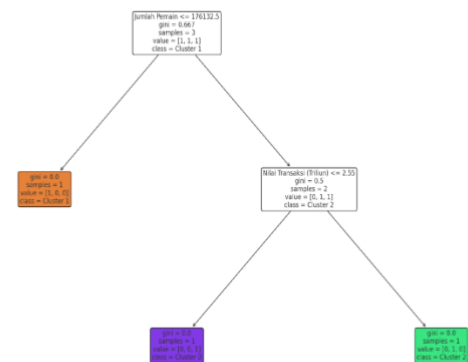 Jumlah Pemain <= 176132.5
gini = 0.667
samples = 3
value = [1, 1, 1]
class = Cluster 1
gini = 0.0
samples = 1
value = [1, 0, 0]
class = Cluster 1
Nilai Transaksi (Triliun) <= 2.55
gini = 0.5
samples = 2
value = [0, 1, 1]
class = Cluster 2
gini = 0.0
samples = 1
value = [0, 0, 1]
class = Cluster
gini = 0.0
samples = 1
value = [0, 1, 0]
class = Cluster 2